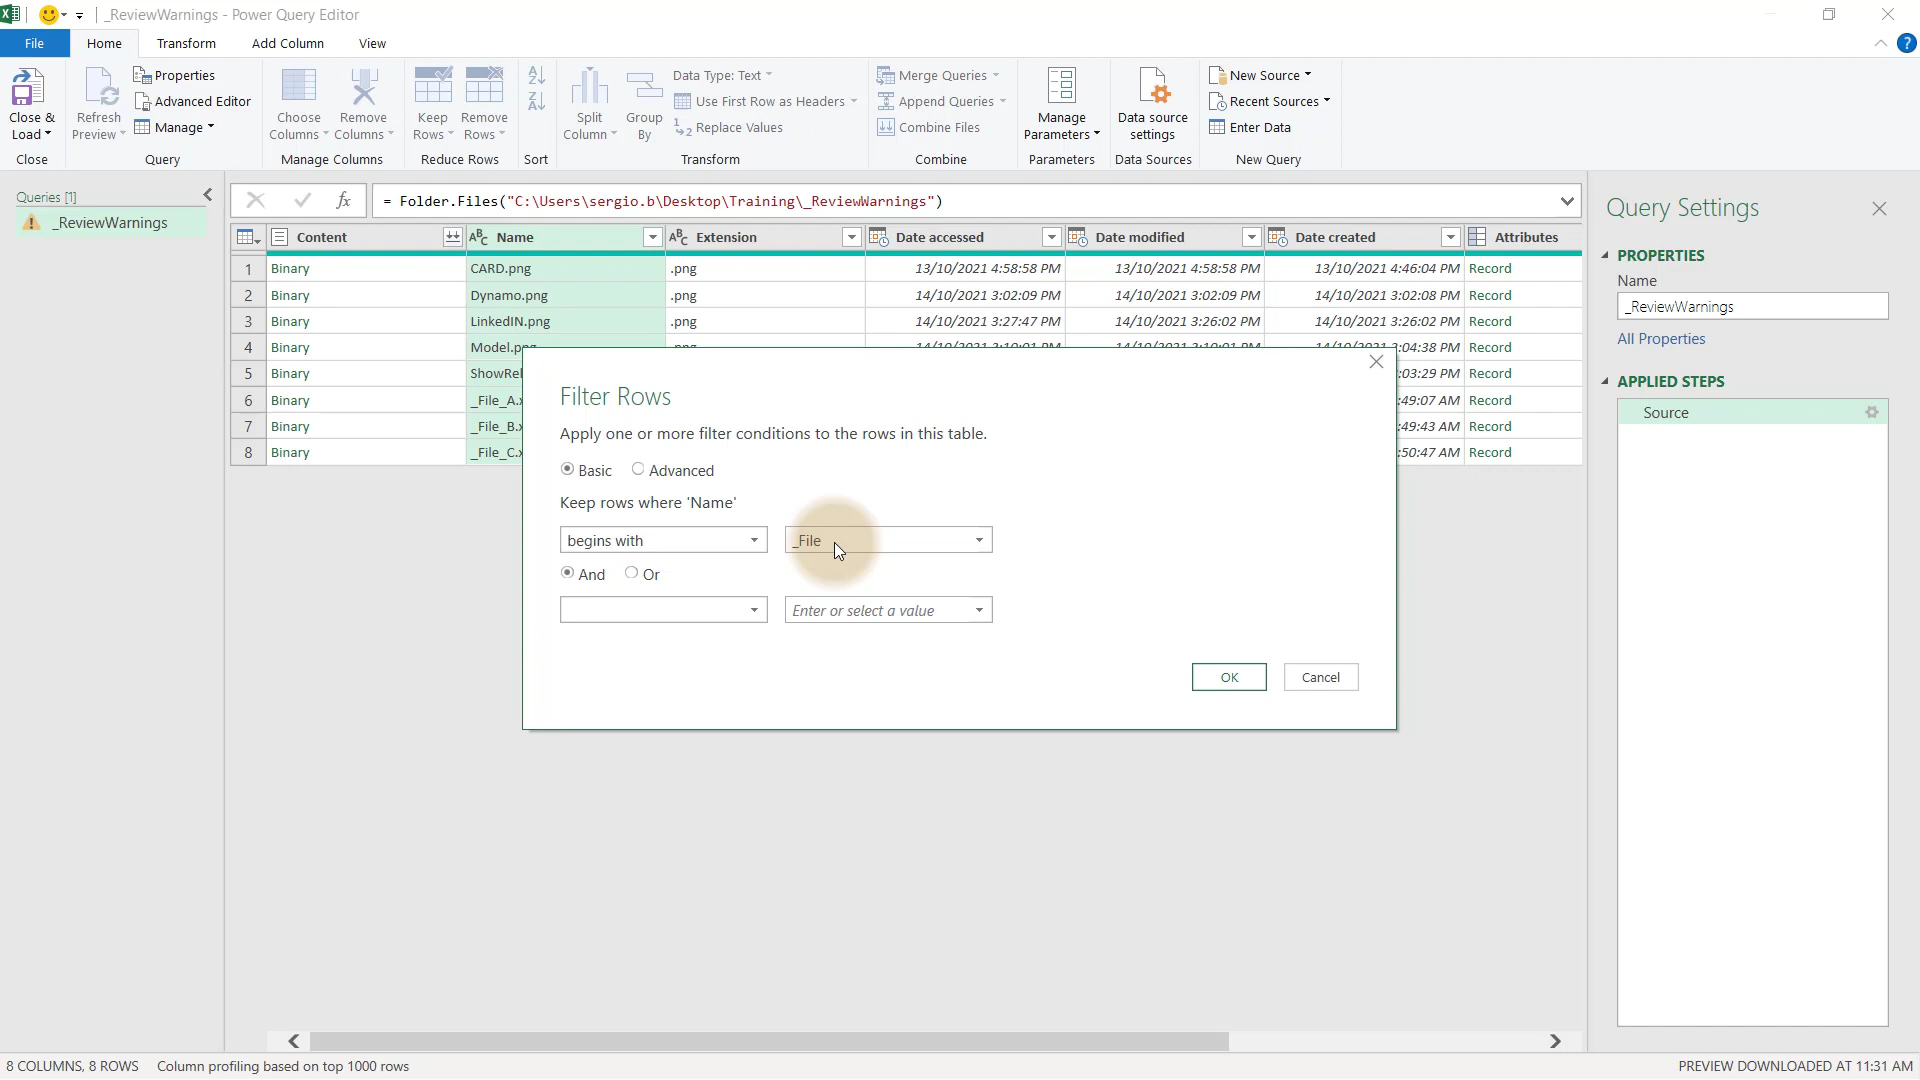 _ReviewWarnings - Power Query Editor
File Home Transform Add Column View
Close & Load
Close
Refresh Preview
Properties
Advanced Editor
Manage
Query
Choose Columns
Remove Columns
Manage Columns
Keep Rows
Remove Rows
Reduce Rows
Sort
Split Column
Group By
Data Type: Text
Use First Row as Headers
Replace Values
Transform
Merge Queries
Append Queries
Combine Files
Combine
Manage Parameters
Parameters
Data source settings
Data Sources
New Source
Recent Sources
Enter Data
New Query
Queries [1]
_ReviewWarnings
= Folder.Files("C:\Users\sergio.b\Desktop\Training\_ReviewWarnings")
Content Name Extension Date accessed Date modified Date created Attributes
1 Binary CARD.png .png 13/10/2021 4:58:58 PM 13/10/2021 4:58:58 PM 13/10/2021 4:46:04 PM Record
2 Binary Dynamo.png .png 14/10/2021 3:02:09 PM 14/10/2021 3:02:09 PM 14/10/2021 3:02:08 PM Record
3 Binary LinkedIN.png .png 14/10/2021 3:27:47 PM 14/10/2021 3:26:02 PM 14/10/2021 3:26:02 PM Record
4 Binary Model.png .png :04:38 PM Record
5 Binary ShowRel :03:29 PM Record
6 Binary _File_A.x :49:07 AM Record
7 Binary _File_B.x :49:43 AM Record
8 Binary _File_C.x :50:47 AM Record
Filter Rows
Apply one or more filter conditions to the rows in this table.
Basic Advanced
Keep rows where 'Name'
begins with _File
And Or
Enter or select a value
OK Cancel
Query Settings
PROPERTIES
Name
_ReviewWarnings
All Properties
APPLIED STEPS
Source
8 COLUMNS, 8 ROWS Column profiling based on top 1000 rows
PREVIEW DOWNLOADED AT 11:31 AM